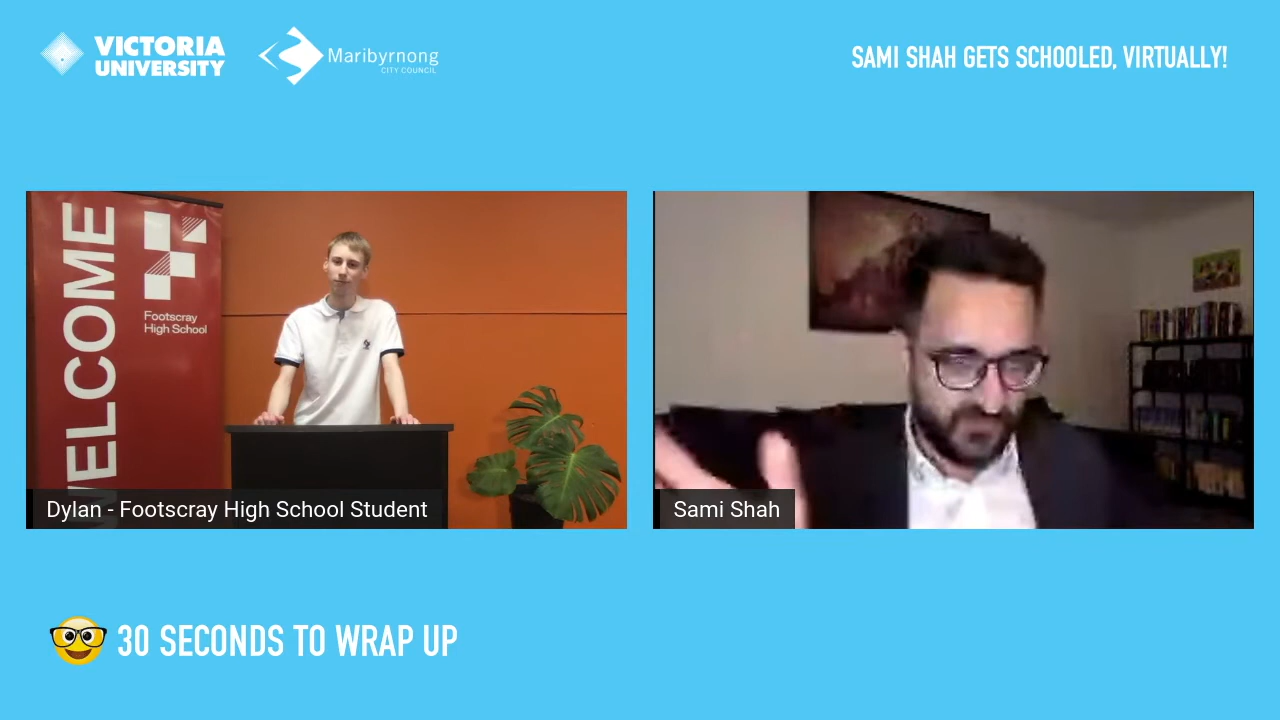 VICTORIA
UNIVERSITY
Maribyrnong
CITY COUNCIL
SAMI SHAH GETS SCHOOLED, VIRTUALLY!
WELCOME
Footscray
High School
Dylan - Footscray High School Student
Sami Shah
30 SECONDS TO WRAP UP